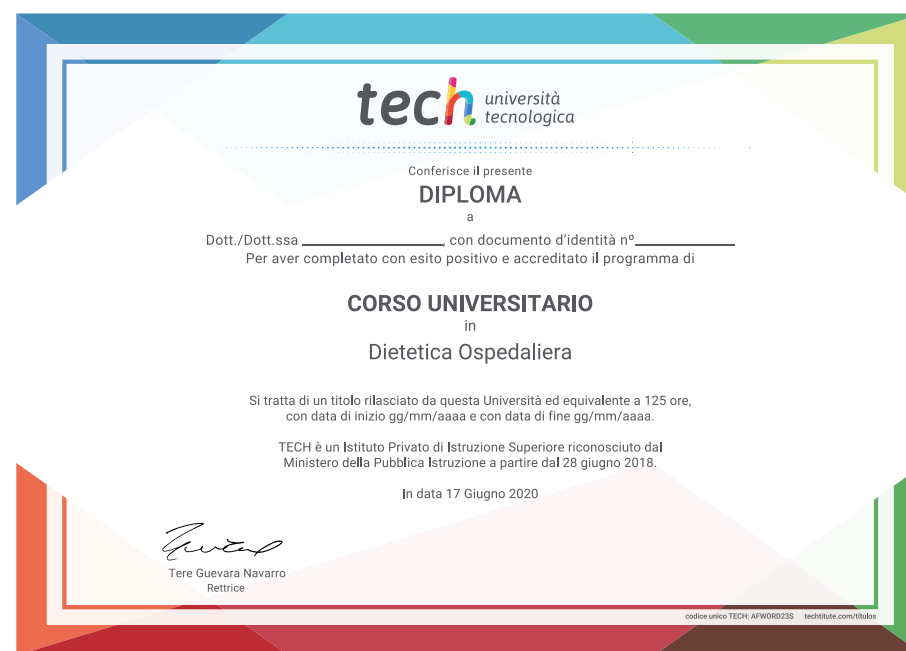 tech università
tecnologica
Conferisce il presente
DIPLOMA
a
Dott./Dott.ssa ____________________, con documento d'identità nº______________
Per aver completato con esito positivo e accreditato il programma di
CORSO UNIVERSITARIO
in
Dietetica Ospedaliera
Si tratta di un titolo rilasciato da questa Università ed equivalente a 125 ore,
con data di inizio gg/mm/aaaa e con data di fine gg/mm/aaaa.
TECH è un Istituto Privato di Istruzione Superiore riconosciuto dal
Ministero della Pubblica Istruzione a partire dal 28 giugno 2018.
In data 17 Giugno 2020
Tere Guevara Navarro
Rettrice
codice unico TECH: AFWORD23S techtitute.com/títulos